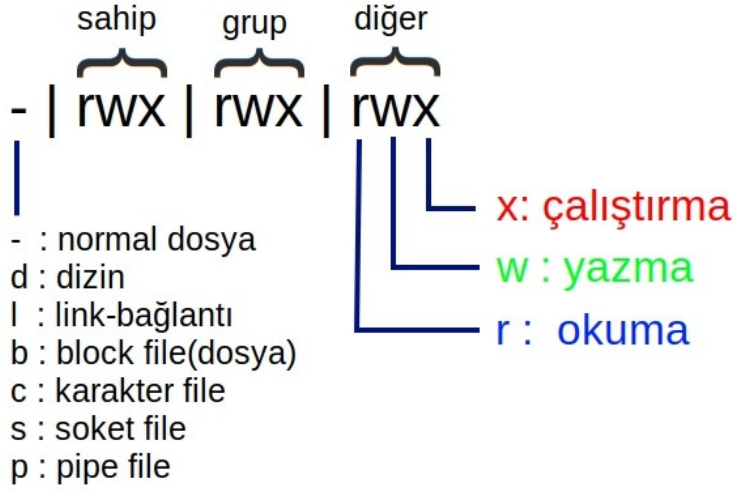 sahip grup diğer
- | rwx | rwx | rwx
x: çalıştırma
w : yazma
r : okuma
- : normal dosya
d : dizin
l : link-bağlantı
b : block file(dosya)
c : karakter file
s : soket file
p : pipe file